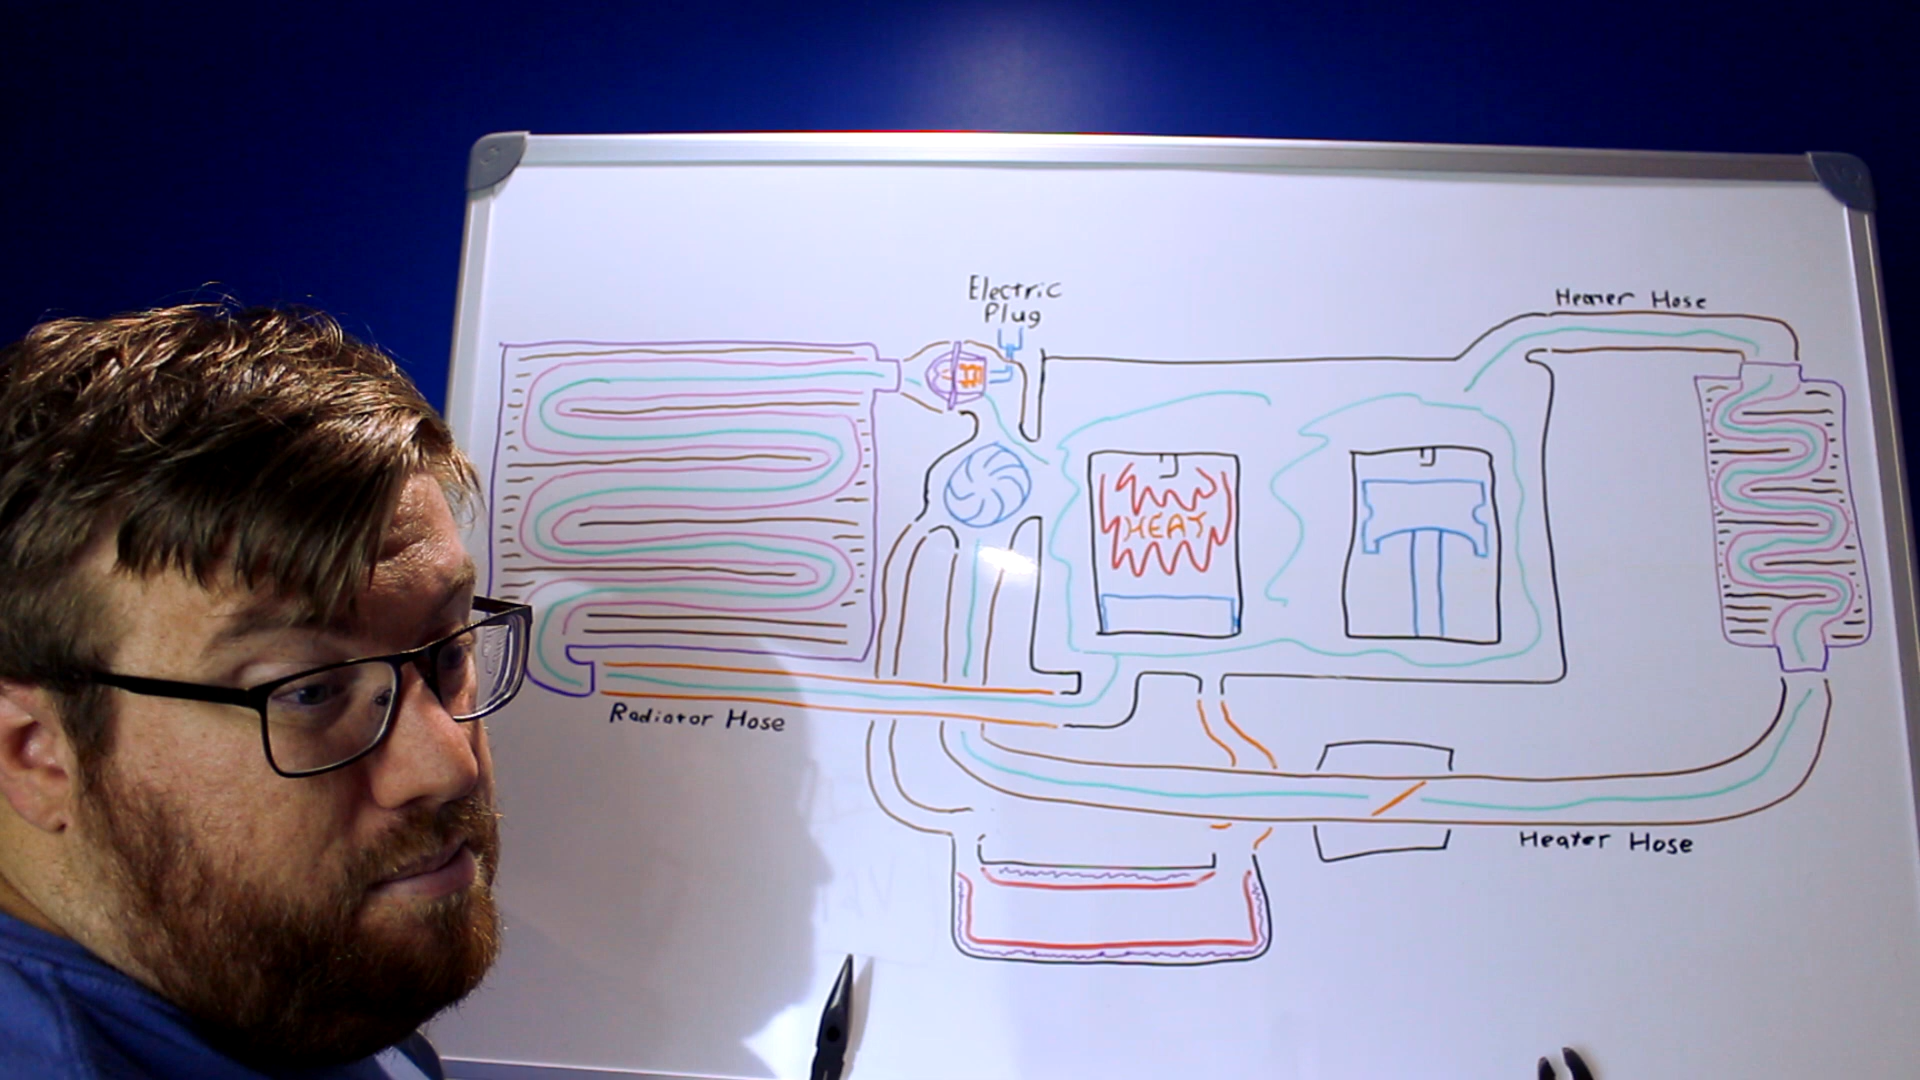 Electric
Plug
Heater Hose
HEAT
Radiator Hose
Heater Hose